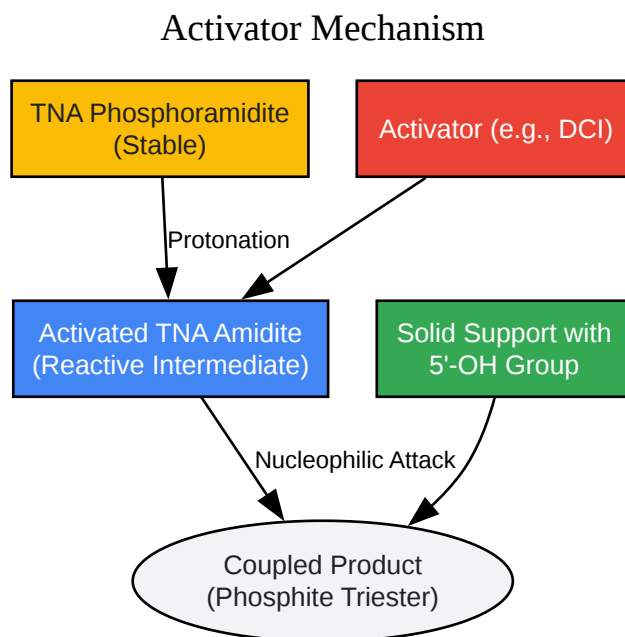 Activator Mechanism
TNA Phosphoramidite
(Stable)
Activator (e.g., DCI)
Protonation
Activated TNA Amidite
(Reactive Intermediate)
Solid Support with
5'-OH Group
Nucleophilic Attack
Coupled Product
(Phosphite Triester)